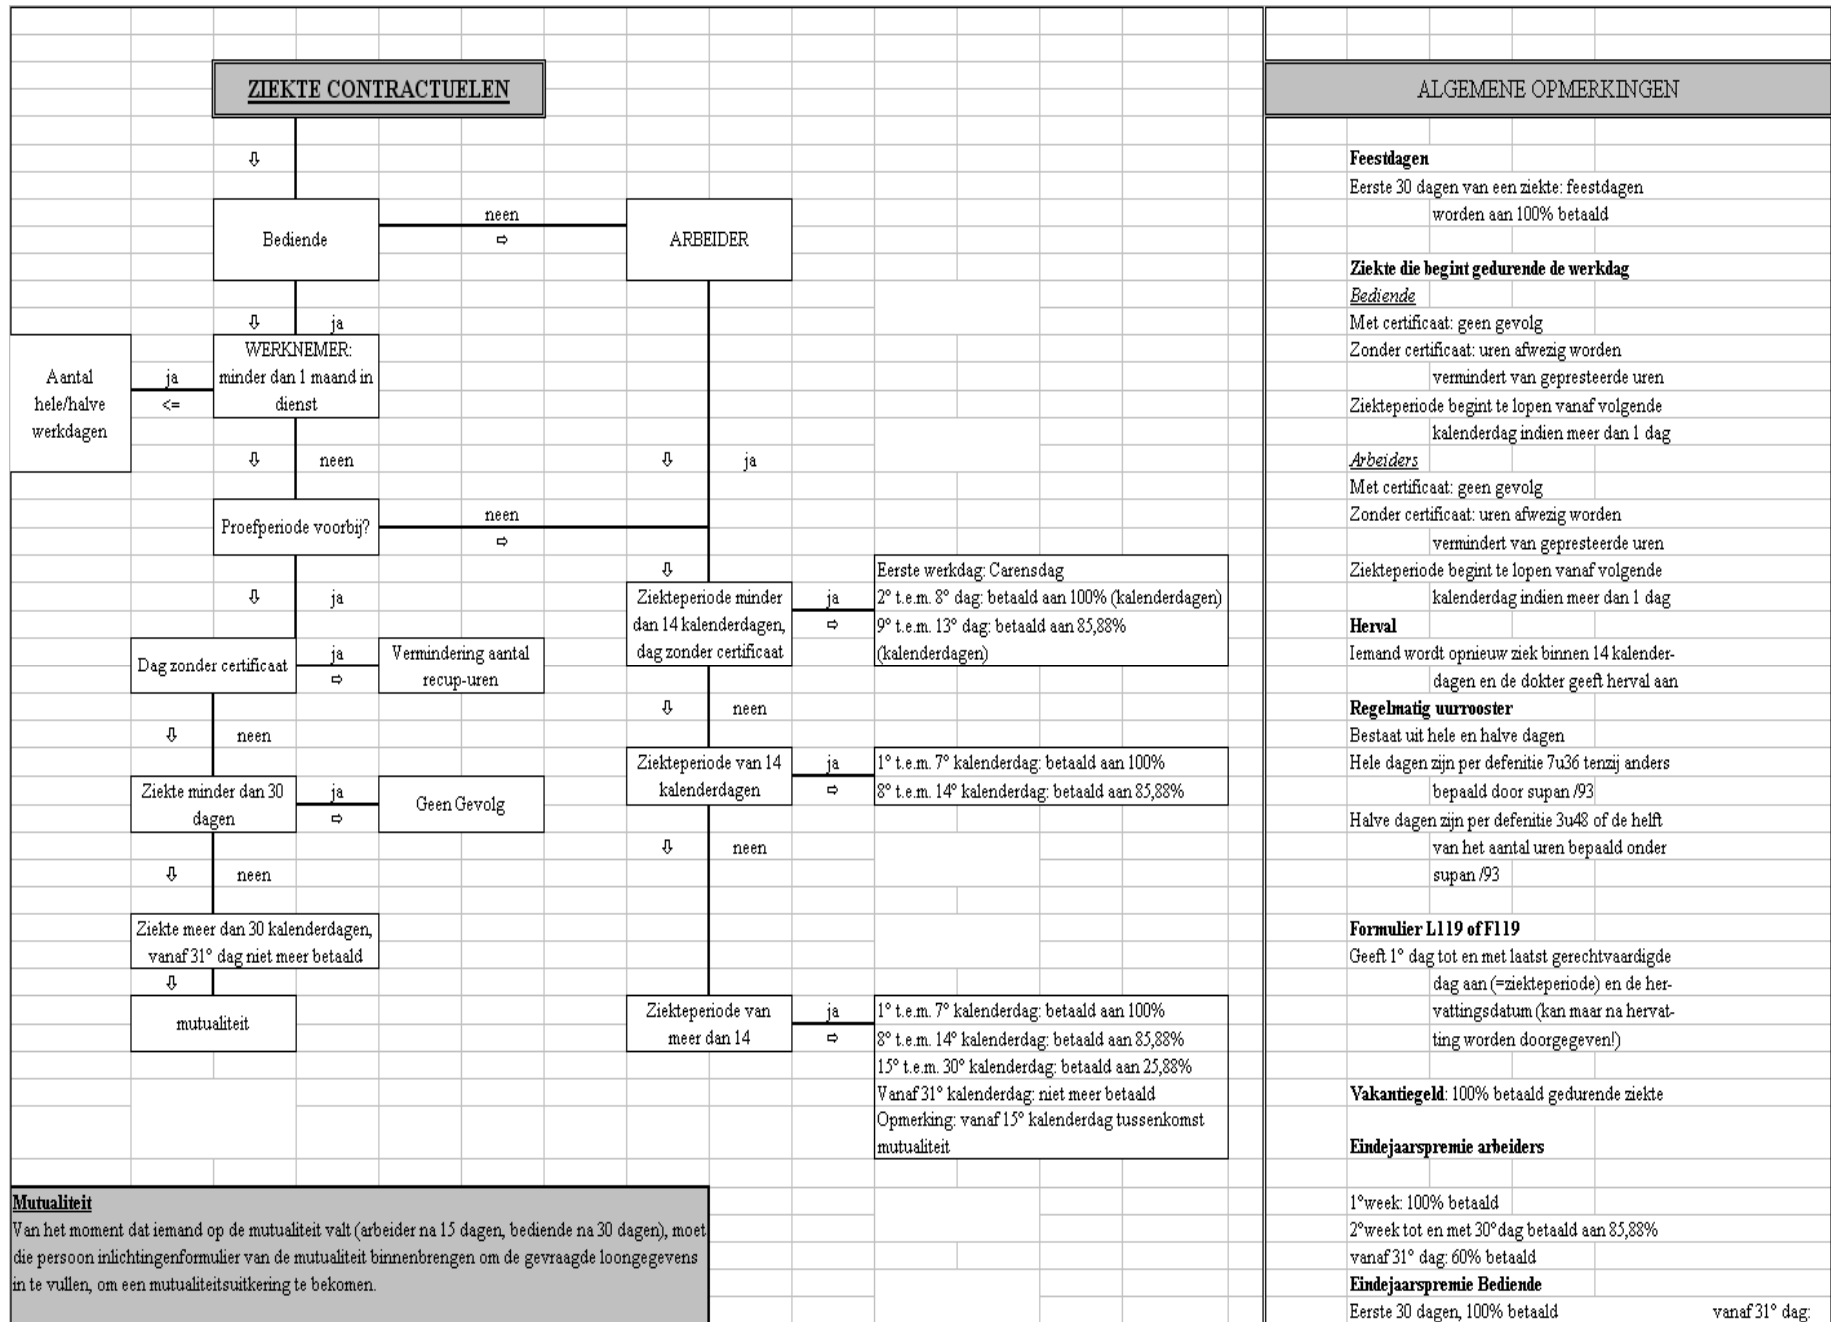 ZIEKTE CONTRACTUELEN
⇩
Bediende
neen
⇨
ARBEIDER
⇩
ja
WERKNEMER:
minder dan 1 maand in
dienst
ja
<=
Aantal
hele/halve
werkdagen
⇩
neen
⇩
ja
Proefperiode voorbij?
neen
⇨
⇩
ja
Dag zonder certificaat
ja
⇨
Vermindering aantal
recup-uren
⇩
neen
Ziekte minder dan 30
dagen
ja
⇨
Geen Gevolg
⇩
neen
Ziekte meer dan 30 kalenderdagen,
vanaf 31° dag niet meer betaald
⇩
mutualiteit
⇩
Ziekteperiode minder
dan 14 kalenderdagen,
dag zonder certificaat
ja
⇨
Eerste werkdag: Carensdag
2° t.e.m. 8° dag: betaald aan 100% (kalenderdagen)
9° t.e.m. 13° dag: betaald aan 85,88%
(kalenderdagen)
⇩
neen
Ziekteperiode van 14
kalenderdagen
ja
⇨
1° t.e.m. 7° kalenderdag: betaald aan 100%
8° t.e.m. 14° kalenderdag: betaald aan 85,88%
⇩
neen
Ziekteperiode van
meer dan 14
ja
⇨
1° t.e.m. 7° kalenderdag: betaald aan 100%
8° t.e.m. 14° kalenderdag: betaald aan 85,88%
15° t.e.m. 30° kalenderdag: betaald aan 25,88%
Vanaf 31° kalenderdag: niet meer betaald
Opmerking: vanaf 15° kalenderdag tussenkomst
mutualiteit
Mutualiteit
Van het moment dat iemand op de mutualiteit valt (arbeider na 15 dagen, bediende na 30 dagen), moet
die persoon inlichtingenformulier van de mutualiteit binnenbrengen om de gevraagde loongegevens
in te vullen, om een mutualiteitsuitkering te bekomen.
ALGEMENE OPMERKINGEN
Feestdagen
Eerste 30 dagen van een ziekte: feestdagen
worden aan 100% betaald
Ziekte die begint gedurende de werkdag
Bediende
Met certificaat: geen gevolg
Zonder certificaat: uren afwezig worden
vermindert van gepresteerde uren
Ziekteperiode begint te lopen vanaf volgende
kalenderdag indien meer dan 1 dag
Arbeiders
Met certificaat: geen gevolg
Zonder certificaat: uren afwezig worden
vermindert van gepresteerde uren
Ziekteperiode begint te lopen vanaf volgende
kalenderdag indien meer dan 1 dag
Herval
Iemand wordt opnieuw ziek binnen 14 kalender-
dagen en de dokter geeft herval aan
Regelmatig uurrooster
Bestaat uit hele en halve dagen
Hele dagen zijn per defenitie 7u36 tenzij anders
bepaald door supan /93
Halve dagen zijn per defenitie 3u48 of de helft
van het aantal uren bepaald onder
supan /93
Formulier L119 of F119
Geeft 1° dag tot en met laatst gerechtvaardigde
dag aan (=ziekteperiode) en de her-
vattingsdatum (kan maar na hervat-
ting worden doorgegeven!)
Vakantiegeld: 100% betaald gedurende ziekte
Eindejaarspremie arbeiders
1°week: 100% betaald
2°week tot en met 30°dag betaald aan 85,88%
vanaf 31° dag: 60% betaald
Eindejaarspremie Bediende
Eerste 30 dagen, 100% betaald vanaf 31° dag: